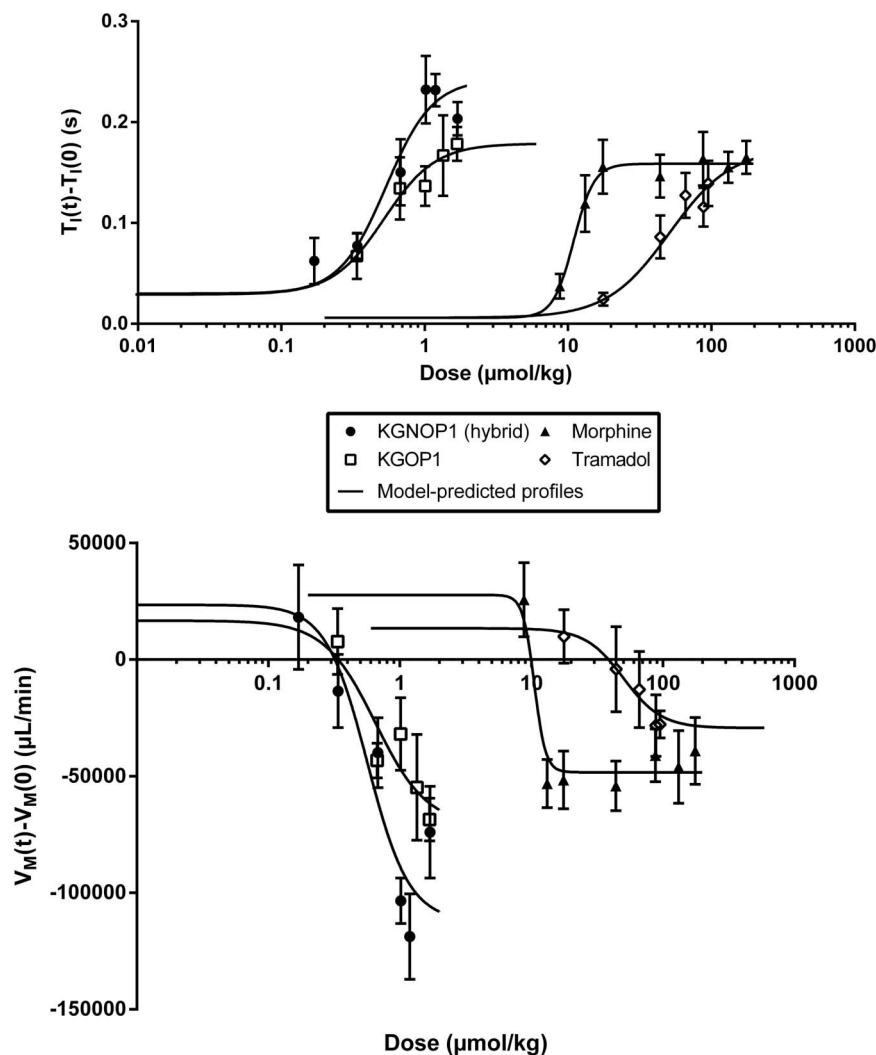 0.3
0.2
0.1
0.0
T_I(t)-T_I(0) (s)
0.01 0.1 1 10 100 1000
Dose (µmol/kg)
KGNOP1 (hybrid) Morphine
KGOP1 Tramadol
Model-predicted profiles
50000
0
-50000
-100000
-150000
V_M(t)-V_M(0) (µL/min)
0.1 1 10 100 1000
Dose (µmol/kg)